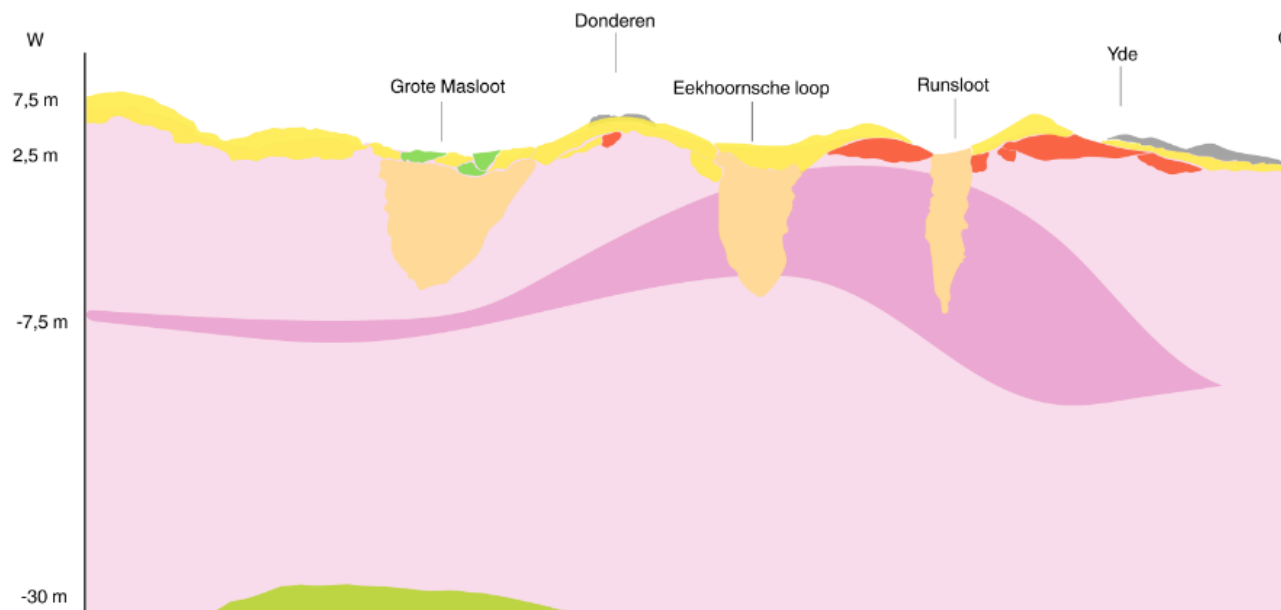 Donderen
W
Yde
Grote Masloot
Eekhoornsche loop
Runsloot
7,5 m
2,5 m
-7,5 m
-30 m